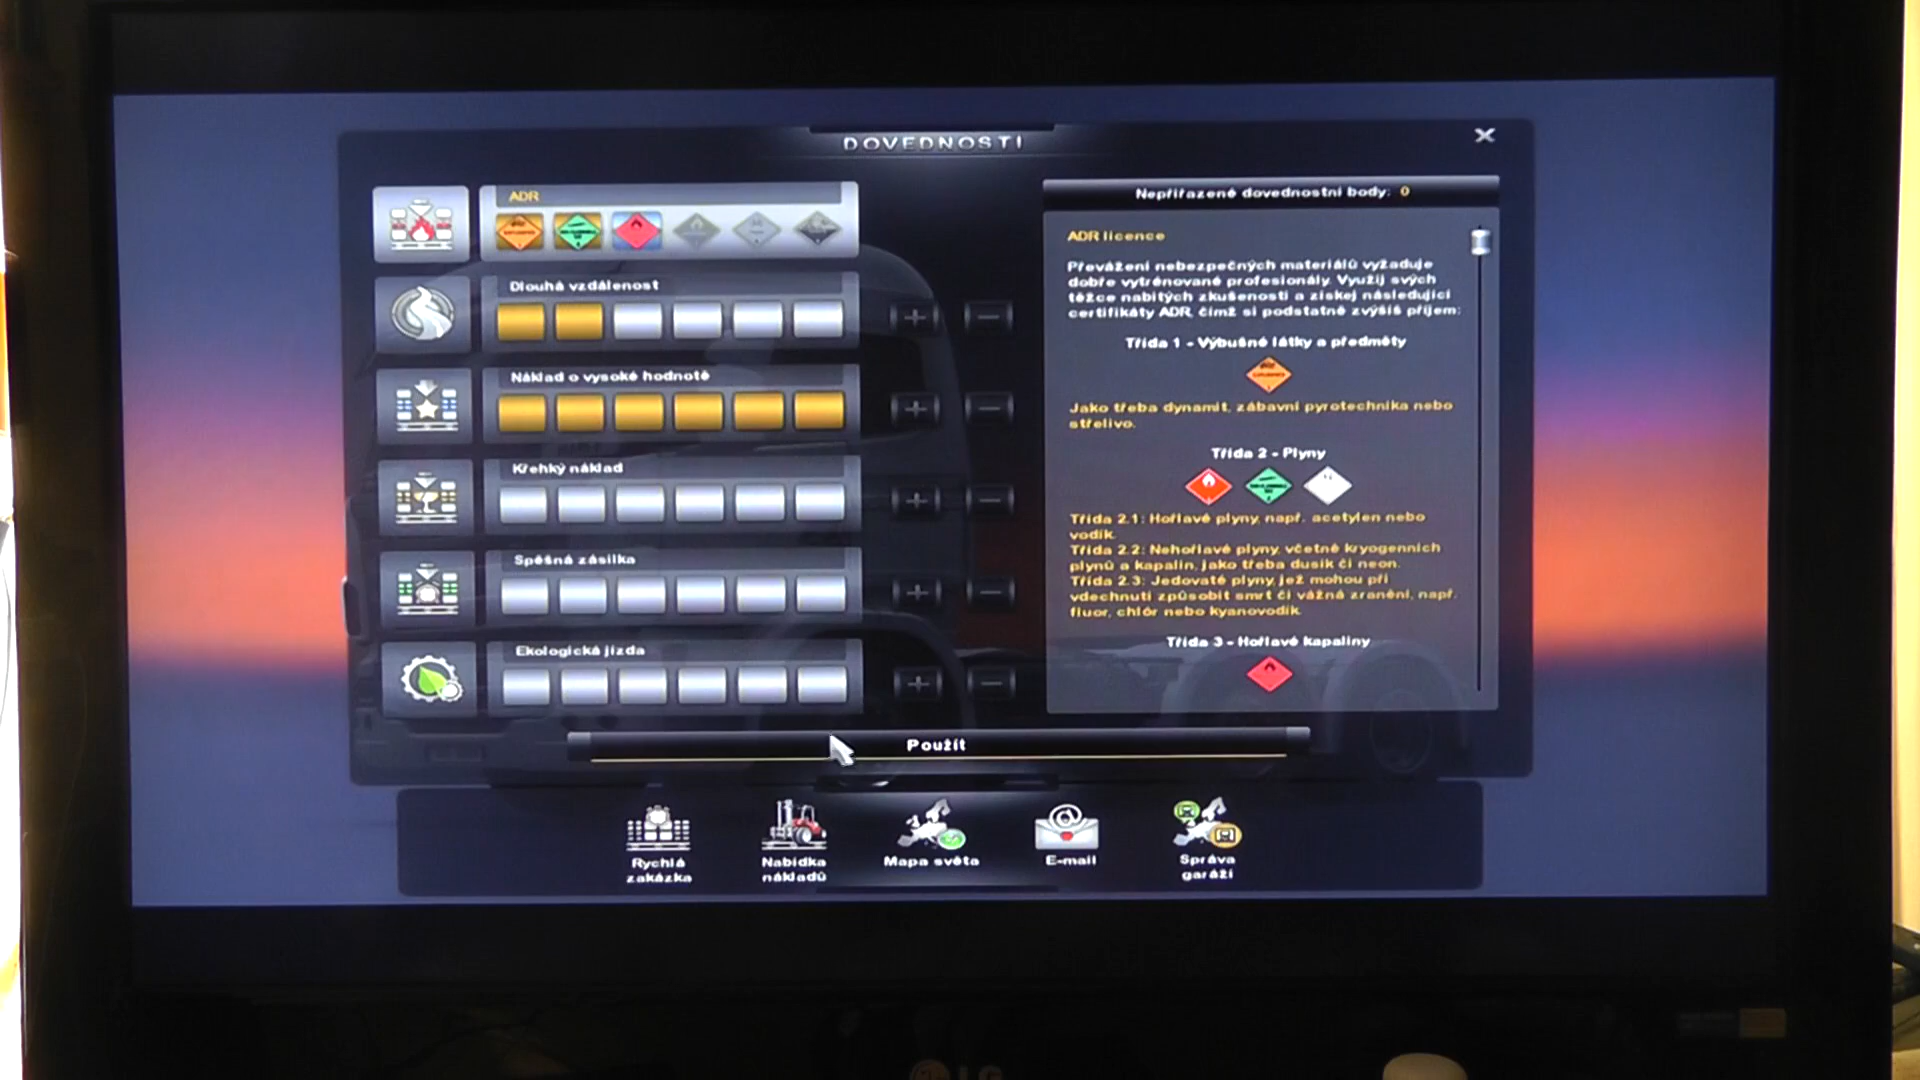 DOVEDNOSTI
ADR
Dlouhá vzdálenost
Náklad o vysoké hodnotě
Křehký náklad
Spěšná zásilka
Ekologická jízda
Nepřiřazené dovednostní body: 0
ADR licence
Převážení nebezpečných materiálů vyžaduje
dobře vytrénované profesionály. Využij svých
těžce nabitých zkušeností a získej následující
certifikáty ADR, čímž si podstatně zvýšíš příjem:
Třída 1 - Výbušné látky a předměty
Jako třeba dynamit, zábavní pyrotechnika nebo
střelivo.
Třída 2 - Plyny
Třída 2.1: Hořlavé plyny, např. acetylen nebo
vodík.
Třída 2.2: Nehořlavé plyny, včetně kryogenních
plynů a kapalin, jako třeba dusík či neon.
Třída 2.3: Jedovaté plyny, jež mohou při
vdechnutí způsobit smrt či vážná zranění, např.
fluor, chlór nebo kyanovodík.
Třída 3 - Hořlavé kapaliny
Použít
Rychlá
zakázka
Nabídka
nákladů
Mapa světa
E-mail
Správa
garáží
LG